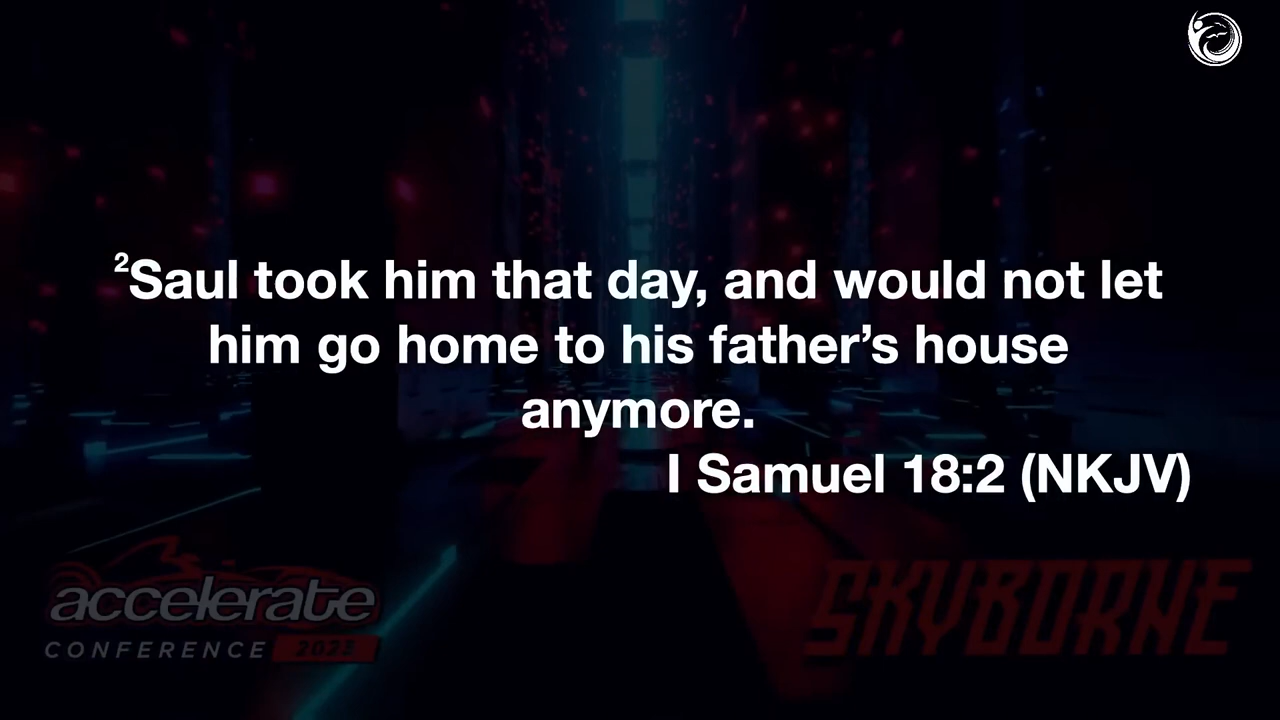 ²Saul took him that day, and would not let
him go home to his father’s house
anymore.
I Samuel 18:2 (NKJV)
accelerate
CONFERENCE 2023
SKYBORNE